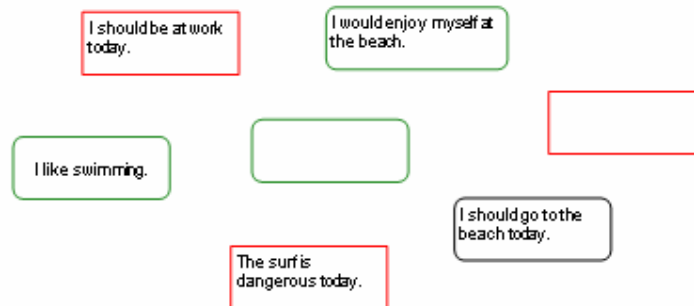 I should be at work
today.
I would enjoy myself at
the beach.
I like swimming.
I should go to the
beach today.
The surf is
dangerous today.